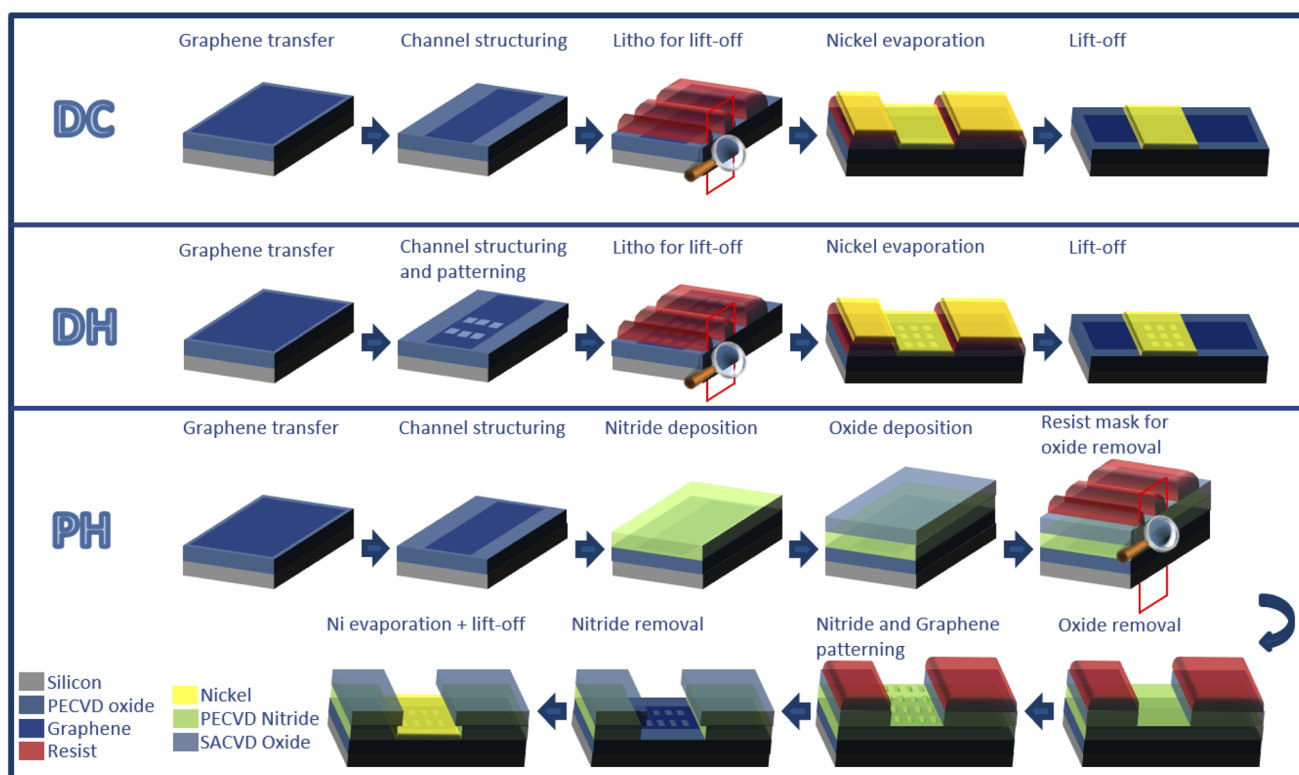 Graphene transfer
Channel structuring
Litho for lift-off
Nickel evaporation
Lift-off
DC
Graphene transfer
Channel structuring
and patterning
Litho for lift-off
Nickel evaporation
Lift-off
DH
Graphene transfer
Channel structuring
Nitride deposition
Oxide deposition
Resist mask for
oxide removal
PH
Ni evaporation + lift-off
Nitride removal
Nitride and Graphene
patterning
Oxide removal
Silicon
PECVD oxide
Graphene
Resist
Nickel
PECVD Nitride
SACVD Oxide